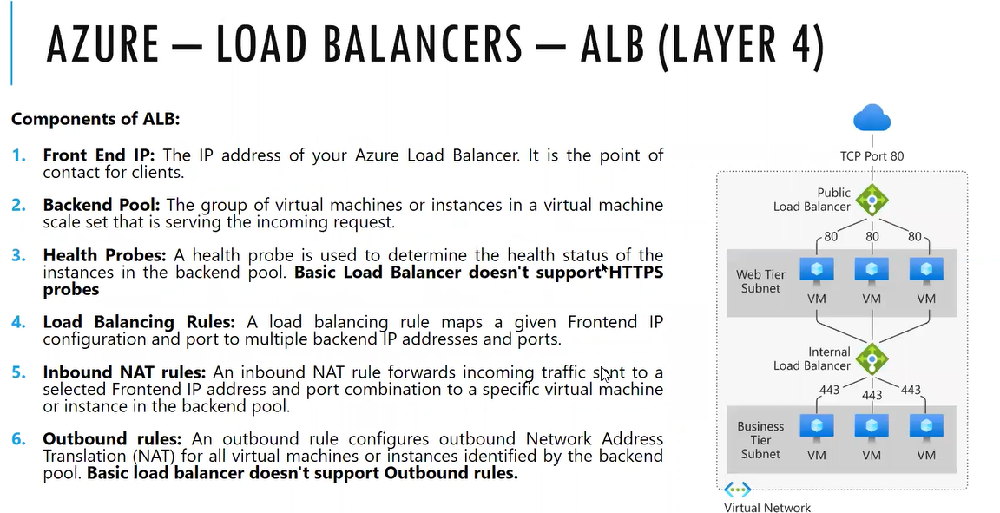 AZURE — LOAD BALANCERS — ALB (LAYER 4)
Components of ALB:
1. Front End IP: The IP address of your Azure Load Balancer. It is the point of
contact for clients.
2. Backend Pool: The group of virtual machines or instances in a virtual machine
scale set that is serving the incoming request.
3. Health Probes: A health probe is used to determine the health status of the
instances in the backend pool. Basic Load Balancer doesn't support HTTPS
probes
4. Load Balancing Rules: A load balancing rule maps a given Frontend IP
configuration and port to multiple backend IP addresses and ports.
5. Inbound NAT rules: An inbound NAT rule forwards incoming traffic sent to a
selected Frontend IP address and port combination to a specific virtual machine
or instance in the backend pool.
6. Outbound rules: An outbound rule configures outbound Network Address
Translation (NAT) for all virtual machines or instances identified by the backend
pool. Basic load balancer doesn't support Outbound rules.
TCP Port 80
Public
Load Balancer
80 80 80
Web Tier
Subnet
VM VM VM
Internal
Load Balancer
443 443 443
Business
Tier
Subnet
VM VM VM
Virtual Network